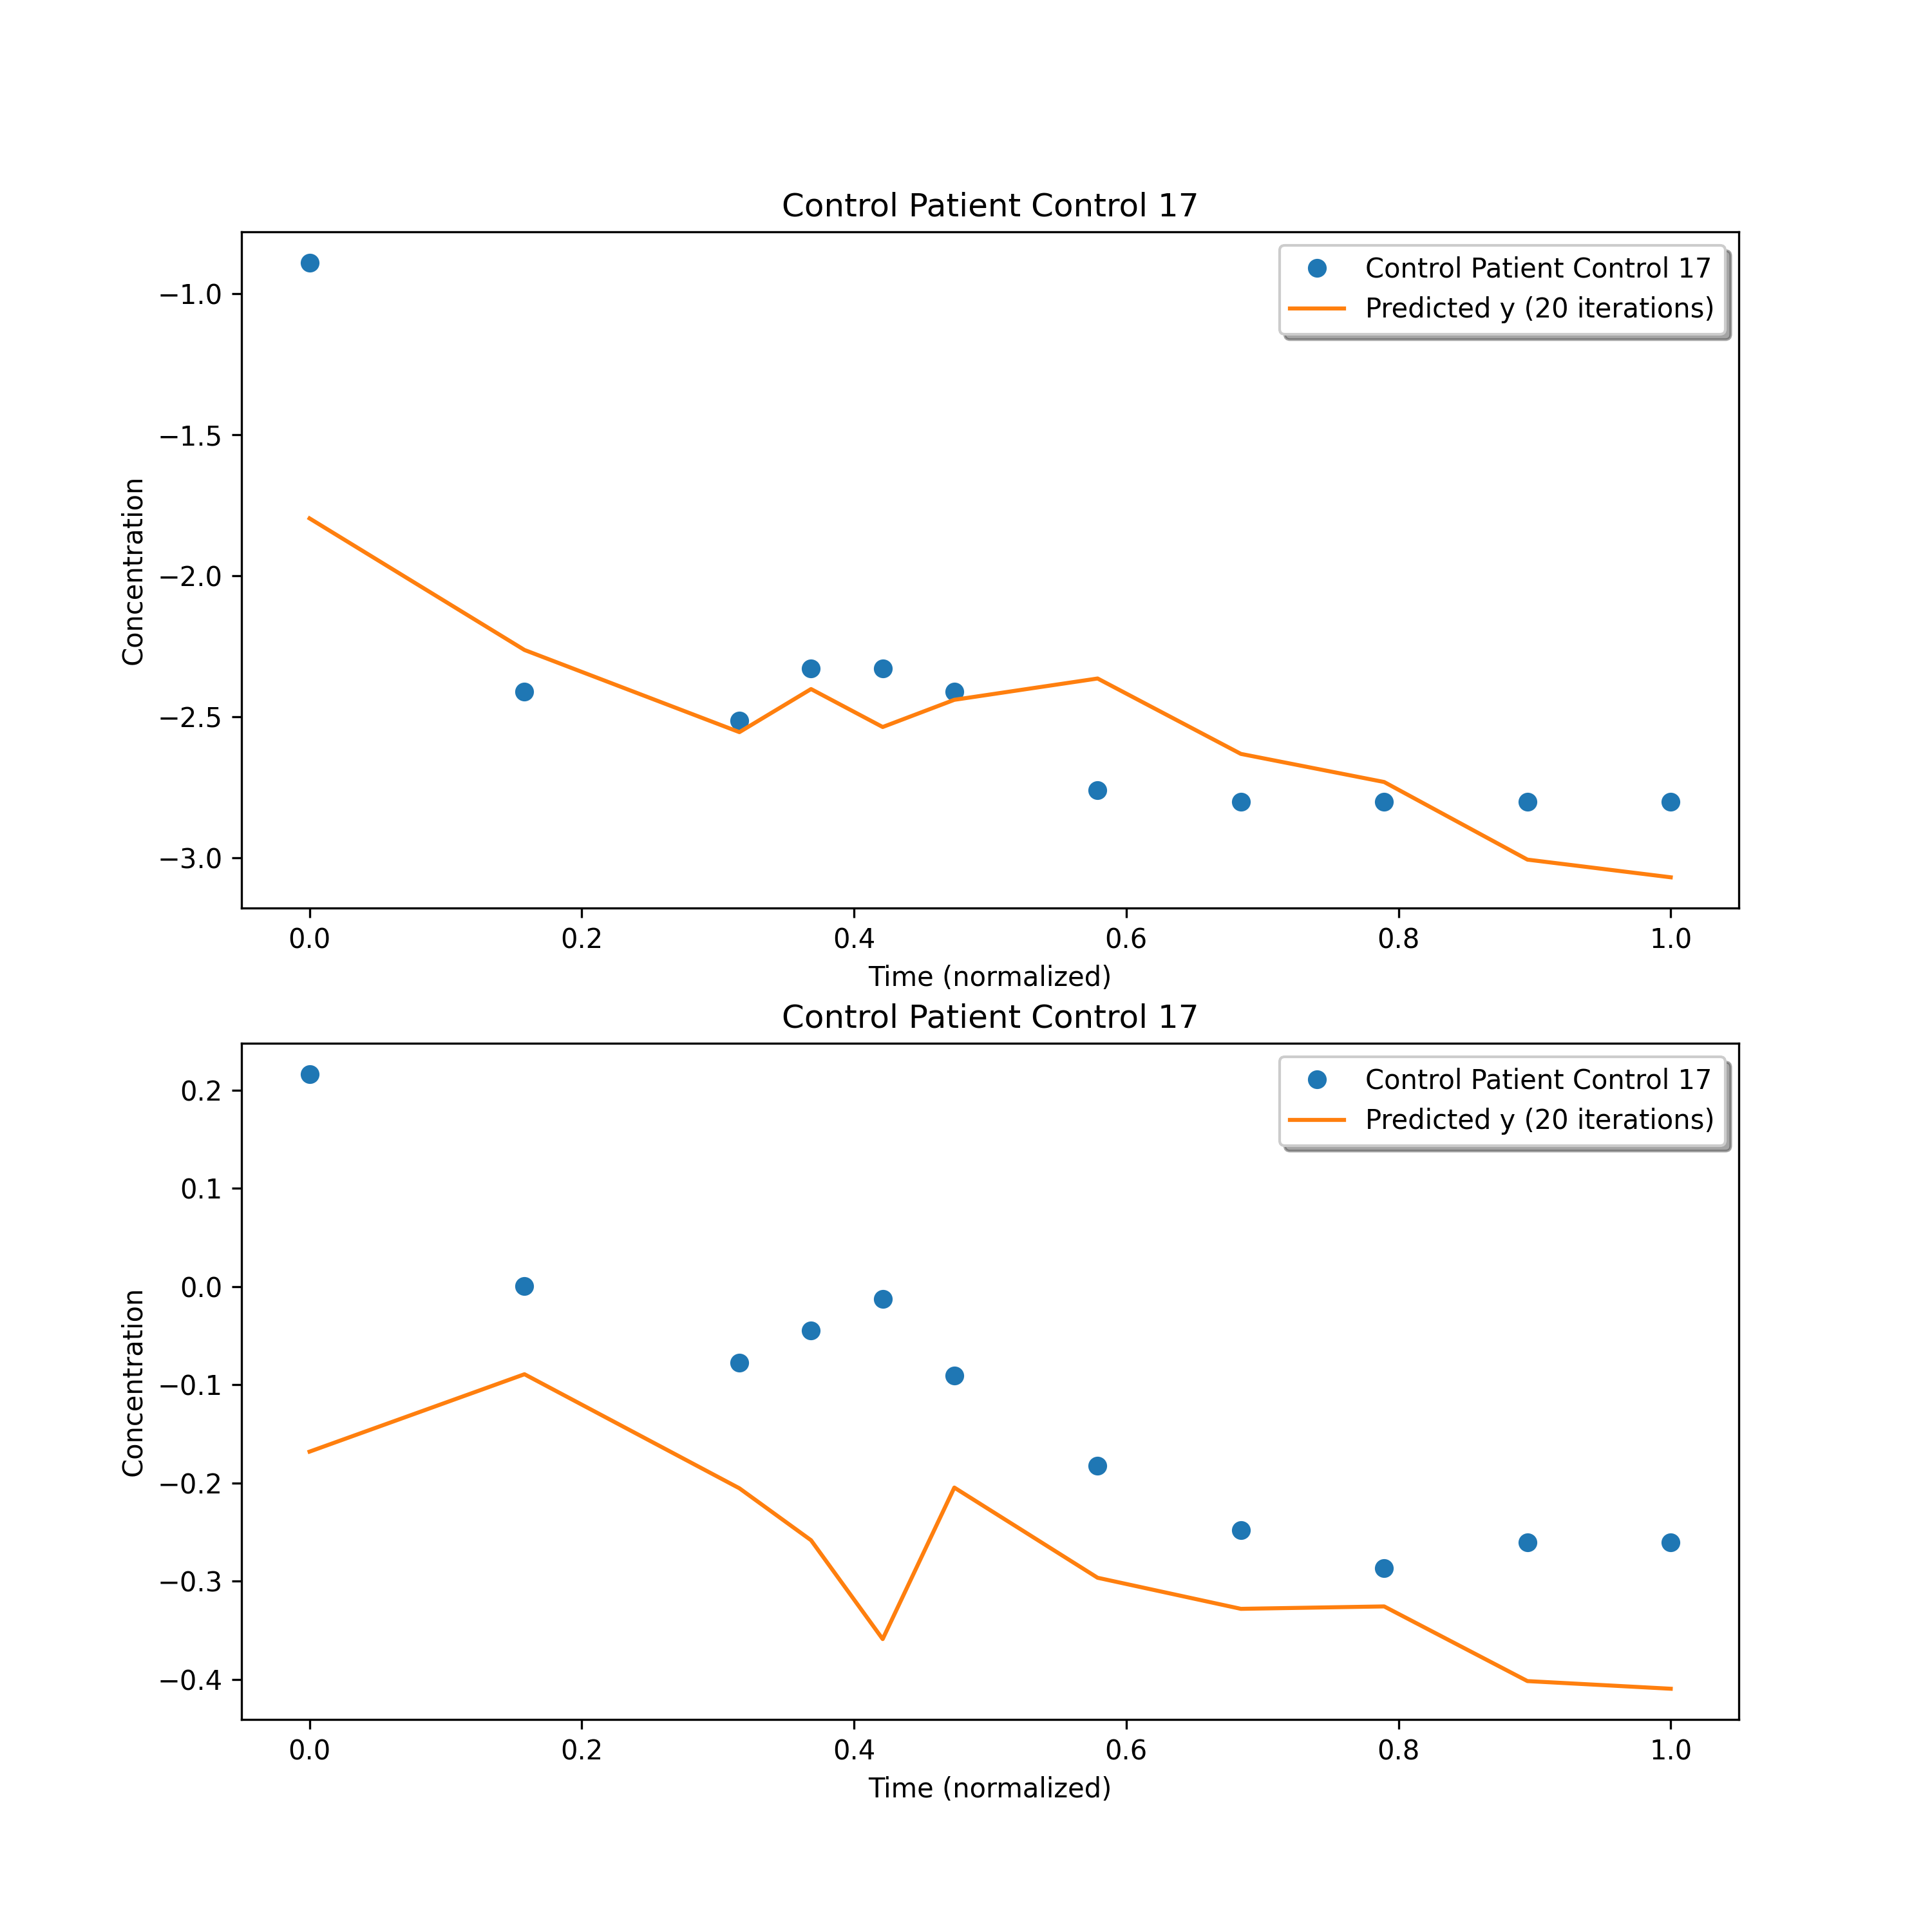 Control Patient Control 17
Control Patient Control 17
Predicted y (20 iterations)
−1.0
−1.5
−2.0
−2.5
−3.0
Concentration
0.0 0.2 0.4 0.6 0.8 1.0
Time (normalized)
Control Patient Control 17
Control Patient Control 17
Predicted y (20 iterations)
0.2
0.1
0.0
−0.1
−0.2
−0.3
−0.4
Concentration
0.0 0.2 0.4 0.6 0.8 1.0
Time (normalized)